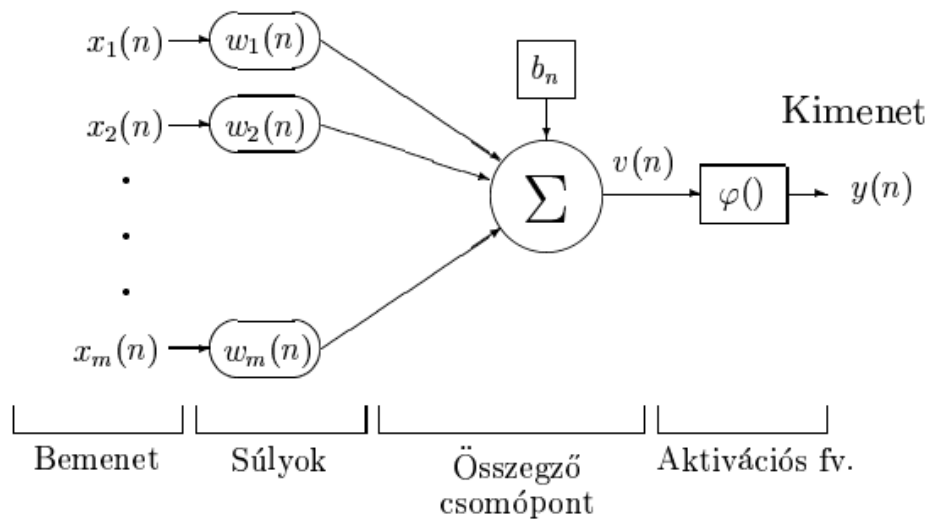 x₁(n) w₁(n)
bₙ
Kimenet
x₂(n) w₂(n)
Σ
v(n)
φ()
y(n)
xₘ(n) wₘ(n)
Bemenet
Súlyok
Összegző
csomópont
Aktivációs fv.